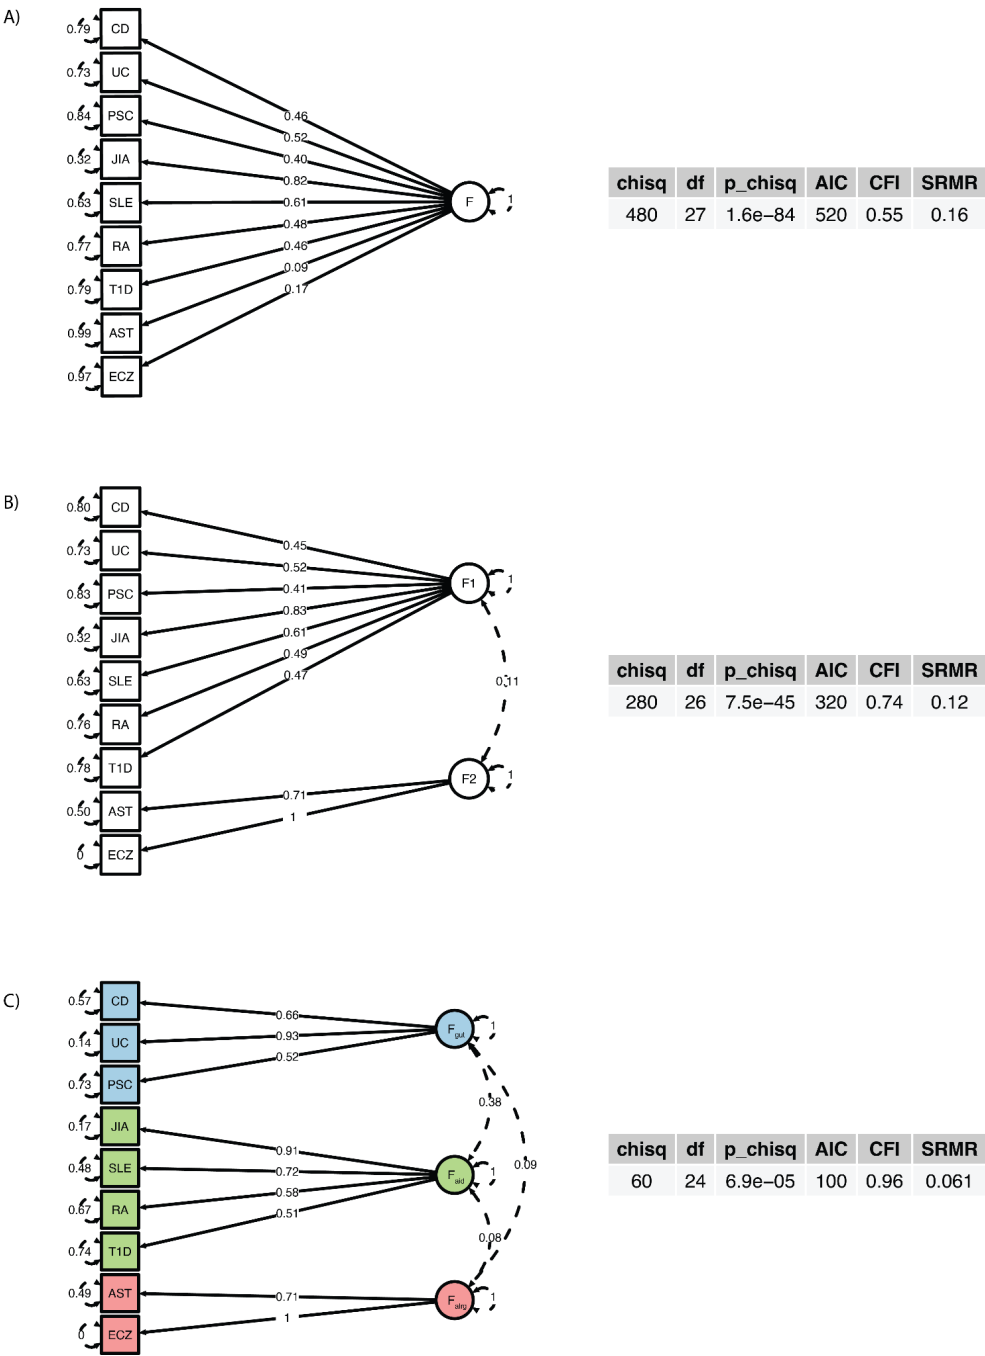 A)
0.79 CD
0.73 UC
0.84 PSC
0.32 JIA
0.63 SLE
0.77 RA
0.79 T1D
0.99 AST
0.97 ECZ
0.46
0.52
0.40
0.82
0.61
0.48
0.46
0.09
0.17
F 1
chisq df p_chisq AIC CFI SRMR
480 27 1.6e−84 520 0.55 0.16
B)
0.80 CD
0.73 UC
0.83 PSC
0.32 JIA
0.63 SLE
0.76 RA
0.78 T1D
0.50 AST
0 ECZ
0.45
0.52
0.41
0.83
0.61
0.49
0.47
0.71
1
F1 1
0.11
F2 1
chisq df p_chisq AIC CFI SRMR
280 26 7.5e−45 320 0.74 0.12
C)
0.57 CD
0.14 UC
0.73 PSC
0.17 JIA
0.48 SLE
0.67 RA
0.74 T1D
0.49 AST
0 ECZ
0.66
0.93
0.52
0.91
0.72
0.58
0.51
0.71
1
Fgut 1
0.38
0.09
Faid 1
0.08
Falrg 1
chisq df p_chisq AIC CFI SRMR
60 24 6.9e−05 100 0.96 0.061